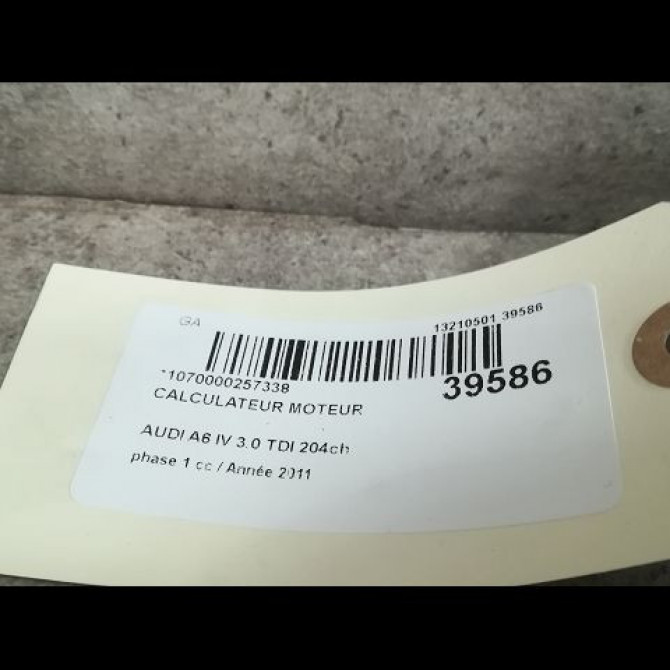 GA
13210501 39586
*1070000257338
39586
CALCULATEUR MOTEUR
AUDI A6 IV 3.0 TDI 204ch
phase 1 cc / Année 2011